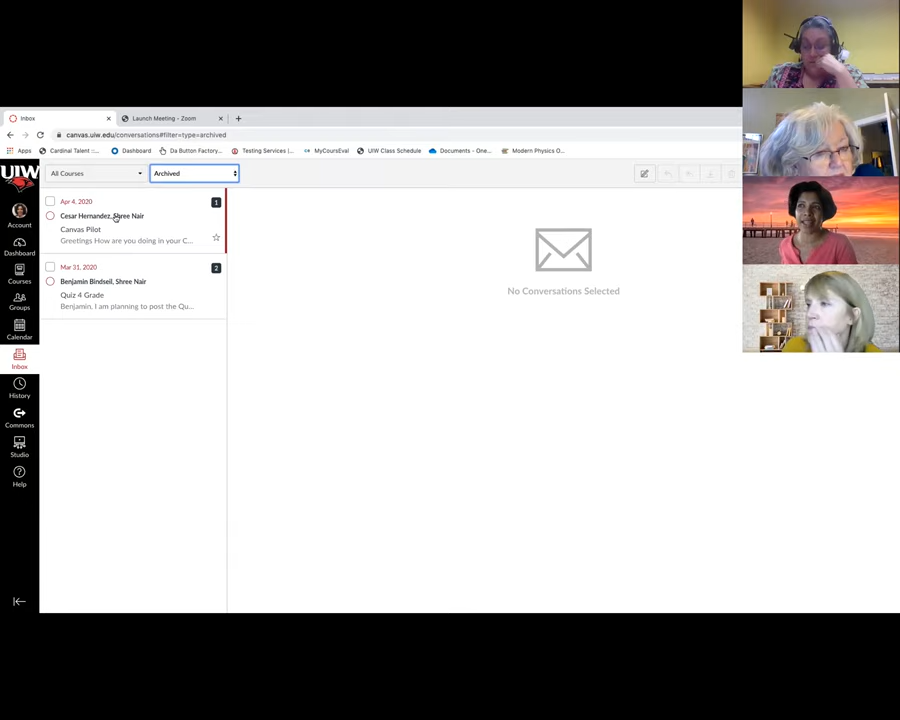 Inbox
Launch Meeting - Zoom
canvas.uiw.edu/conversations#filter=type=archived
Apps
Cardinal Talent ::...
Dashboard
Da Button Factory...
Testing Services |...
MyCoursEval
UIW Class Schedule
Documents - One...
Modern Physics O...
UIW
All Courses
Archived
Account
Dashboard
Courses
Groups
Calendar
Inbox
History
Commons
Studio
Help
Apr 4, 2020
1
Cesar Hernandez, Shree Nair
Canvas Pilot
Greetings How are you doing in your C...
Mar 31, 2020
2
Benjamin Bindseil, Shree Nair
Quiz 4 Grade
Benjamin, I am planning to post the Qu...
No Conversations Selected